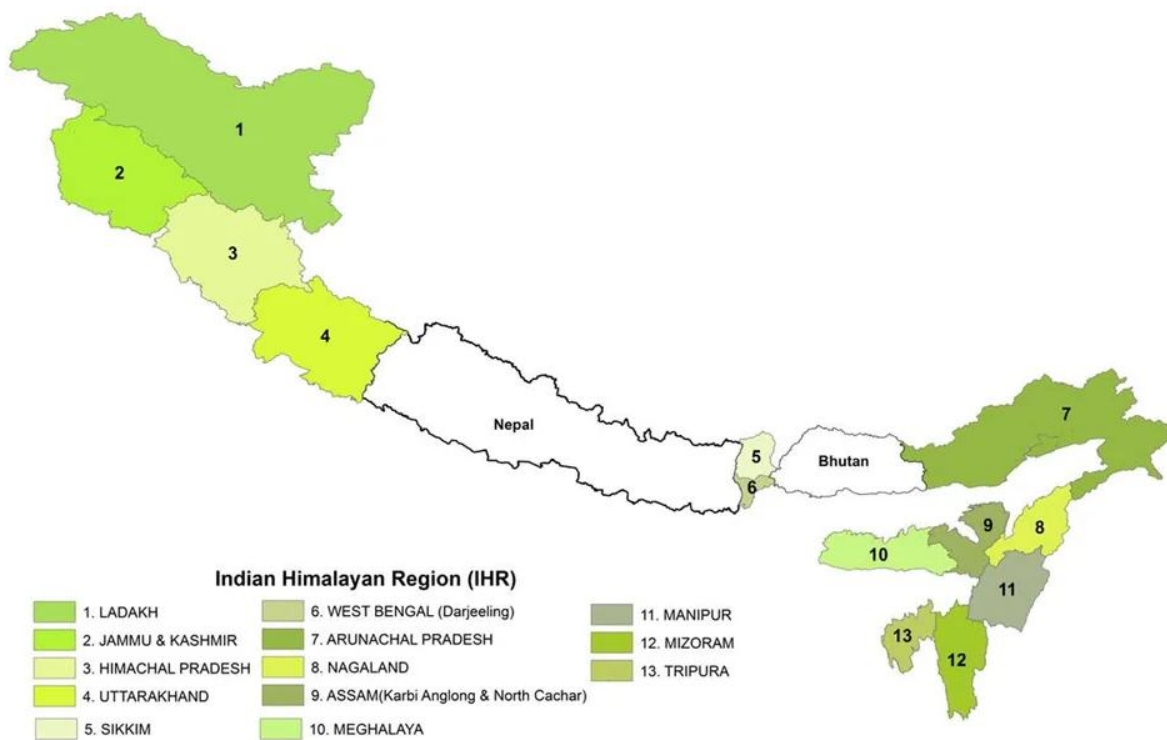 1
2
3
4
Nepal
5
6
Bhutan
7
8
9
10
11
12
13
Indian Himalayan Region (IHR)
1. LADAKH
2. JAMMU & KASHMIR
3. HIMACHAL PRADESH
4. UTTARAKHAND
5. SIKKIM
6. WEST BENGAL (Darjeeling)
7. ARUNACHAL PRADESH
8. NAGALAND
9. ASSAM(Karbi Anglong & North Cachar)
10. MEGHALAYA
11. MANIPUR
12. MIZORAM
13. TRIPURA